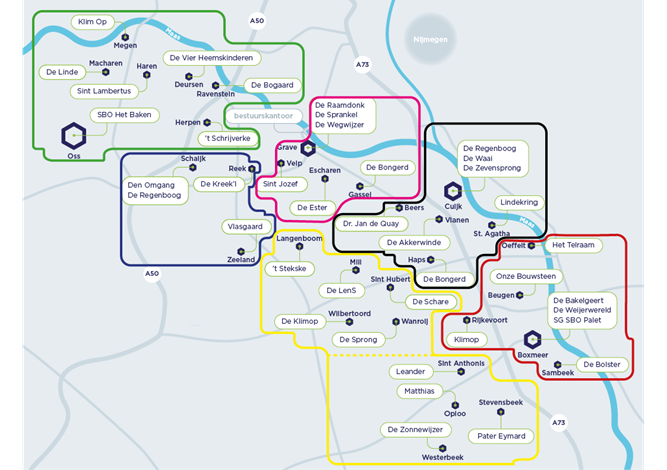 A50
Klim Op
Megen
Maas
Nijmegen
A73
De Vier Heemskinderen
Macharen
De Linde
Haren
Sint Lambertus
Deursen
De Bogaard
Ravenstein
SBO Het Baken
Oss
Herpen
bestuurskantoor
't Schrijverke
De Raamdonk
De Sprankel
De Wegwijzer
Grave
De Regenboog
De Waai
De Zevensprong
Cuijk
Schaijk
Reek
Den Omgang
De Regenboog
De Kreek'l
Velp
Sint Jozef
Escharen
De Ester
De Bongerd
Gassel
Beers
Dr. Jan de Quay
Lindekring
Vlanen
St. Agatha
Maas
Vlasgaard
Zeeland
Langenboom
't Stekske
De Akkerwinde
Haps
De Bongerd
Oeffelt
Het Telraam
A50
Mill
De LenS
Sint Hubert
De Schare
Onze Bouwsteen
Beugen
De Klimop
Wilbertoord
Wanroij
De Sprong
Rijkevoort
Klimop
De Bakelgeert
De Weijerwereld
SG SBO Palet
Boxmeer
Sambeek
De Bolster
Leander
Sint Anthonis
Matthias
Oploo
Stevensbeek
De Zonnewijzer
Westerbeek
Pater Eymard
A73